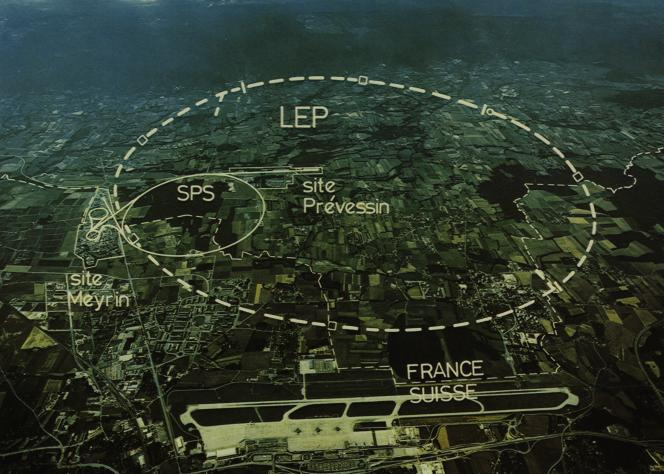 LEP
SPS
site
Prévessin
site
Meyrin
FRANCE
SUISSE